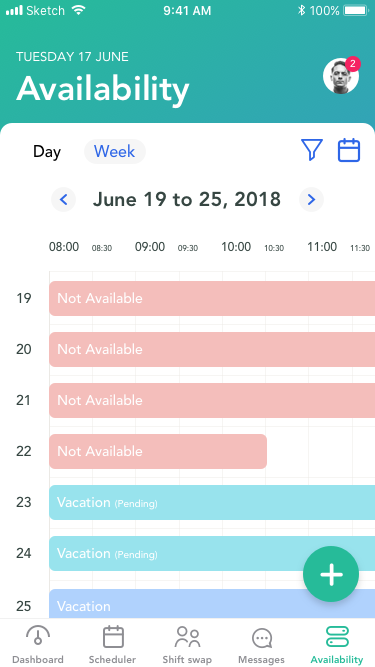 Sketch 9:41 AM 100%
TUESDAY 17 JUNE
Availability
2
Day Week
June 19 to 25, 2018
08:00 08:30 09:00 09:30 10:00 10:30 11:00 11:30
19 Not Available
20 Not Available
21 Not Available
22 Not Available
23 Vacation (Pending)
24 Vacation (Pending)
25 Vacation
Dashboard Scheduler Shift swap Messages Availability